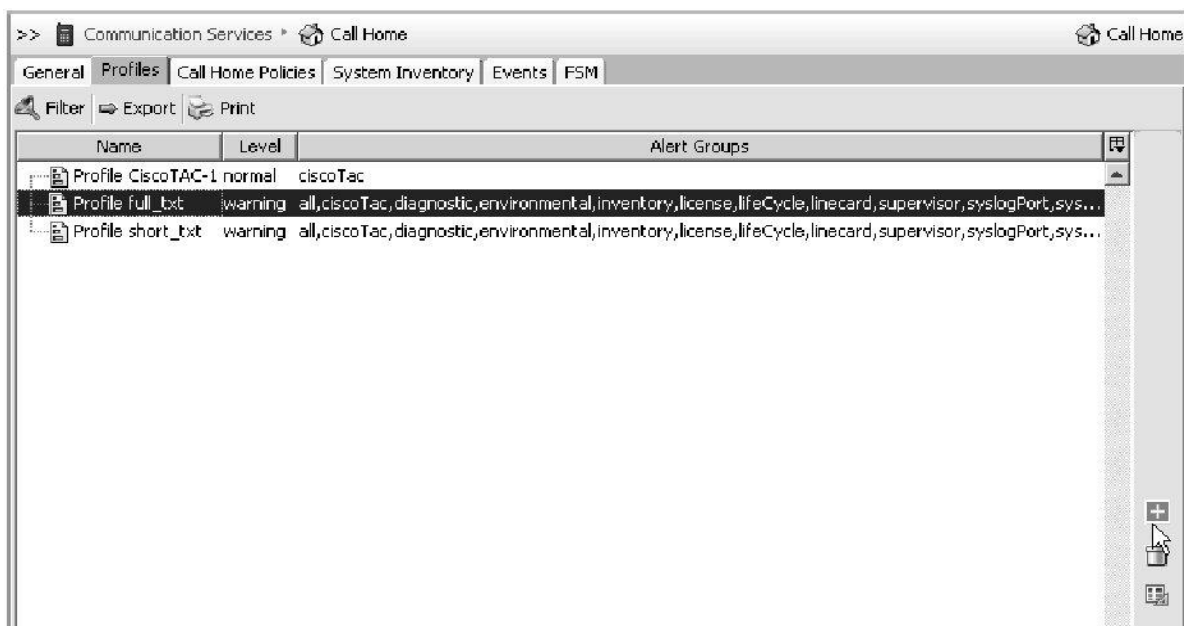 >> Communication Services Call Home Call Home
General Profiles Call Home Policies System Inventory Events FSM
Filter Export Print
Name Level Alert Groups
Profile CiscoTAC-1 normal ciscoTac
Profile full_txt warning all,ciscoTac,diagnostic,environmental,inventory,license,lifeCycle,linecard,supervisor,syslogPort,sys...
Profile short_txt warning all,ciscoTac,diagnostic,environmental,inventory,license,lifeCycle,linecard,supervisor,syslogPort,sys...